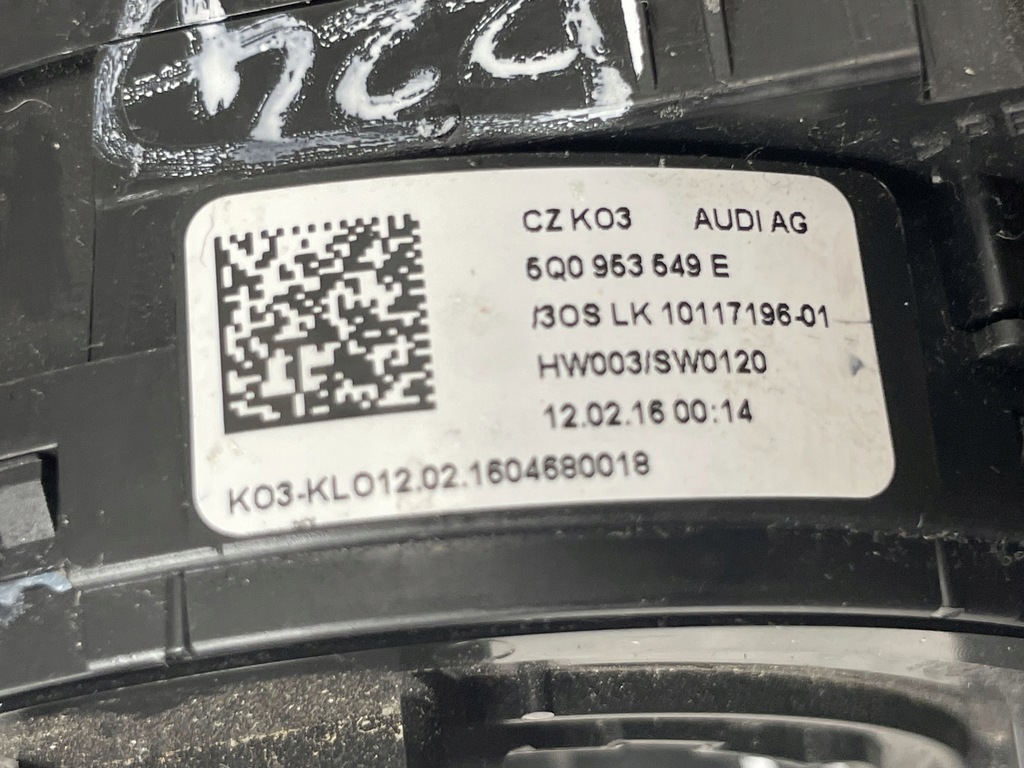 CZ K03 AUDI AG
5Q0 953 549 E
/3OS LK 10117196-01
HW003/SW0120
12.02.16 00:14
K03-KLO12.02.1604680018